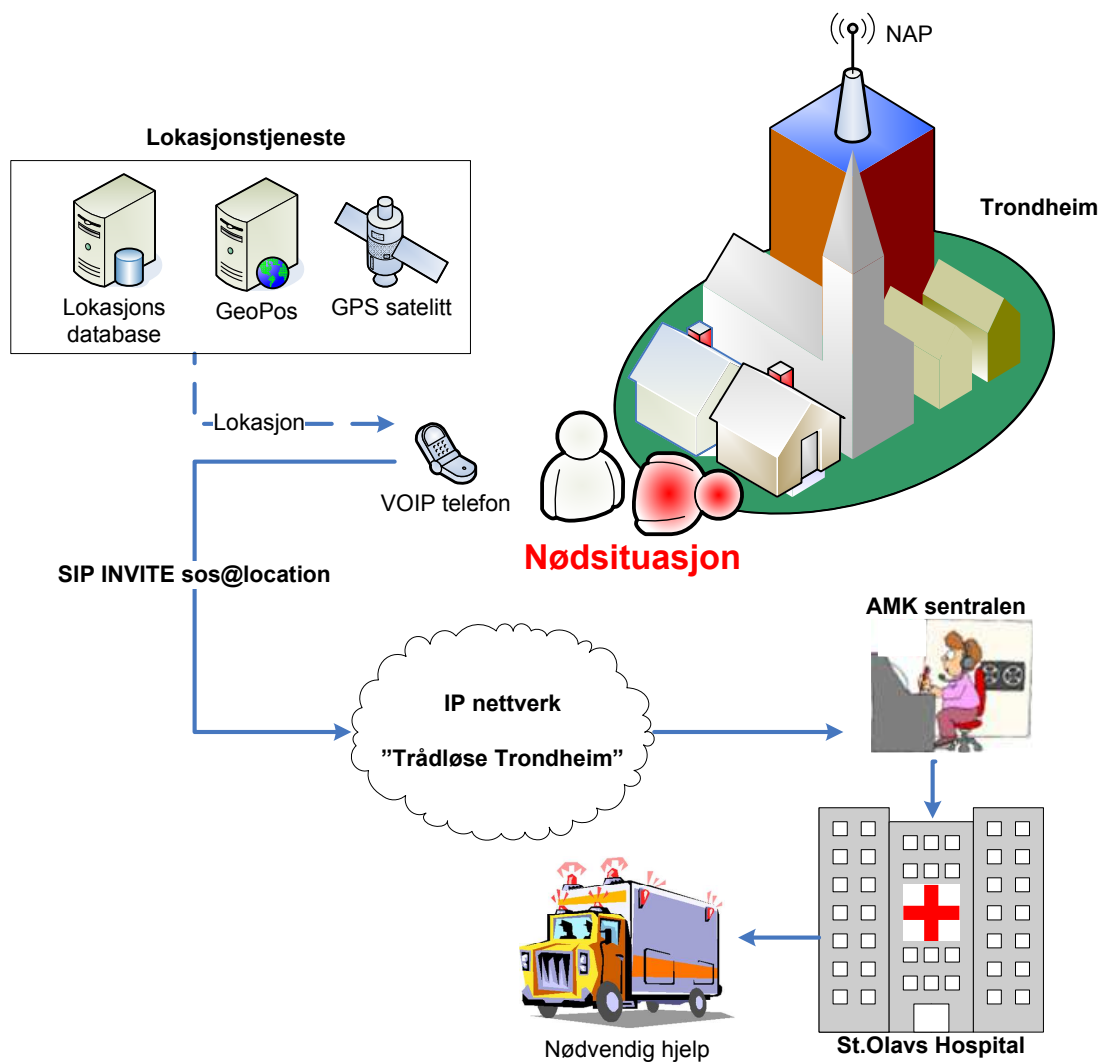 NAP
Trondheim
Lokasjonstjeneste
Lokasjons
database
GeoPos
GPS satelitt
Lokasjon
VOIP telefon
Nødsituasjon
SIP INVITE sos@location
AMK sentralen
IP nettverk
”Trådløse Trondheim”
St.Olavs Hospital
Nødvendig hjelp